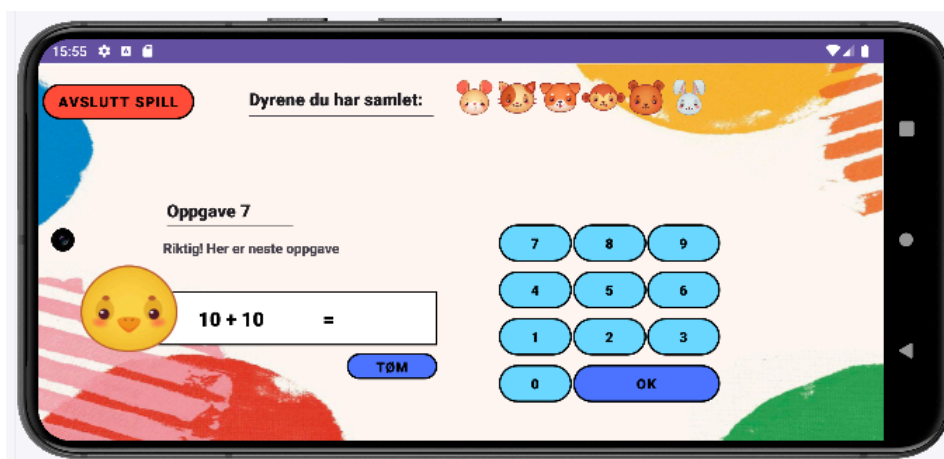 15:55
AVSLUTT SPILL
Dyrene du har samlet:
Oppgave 7
Riktig! Her er neste oppgave
10 + 10 =
TØM
7 8 9
4 5 6
1 2 3
0 OK